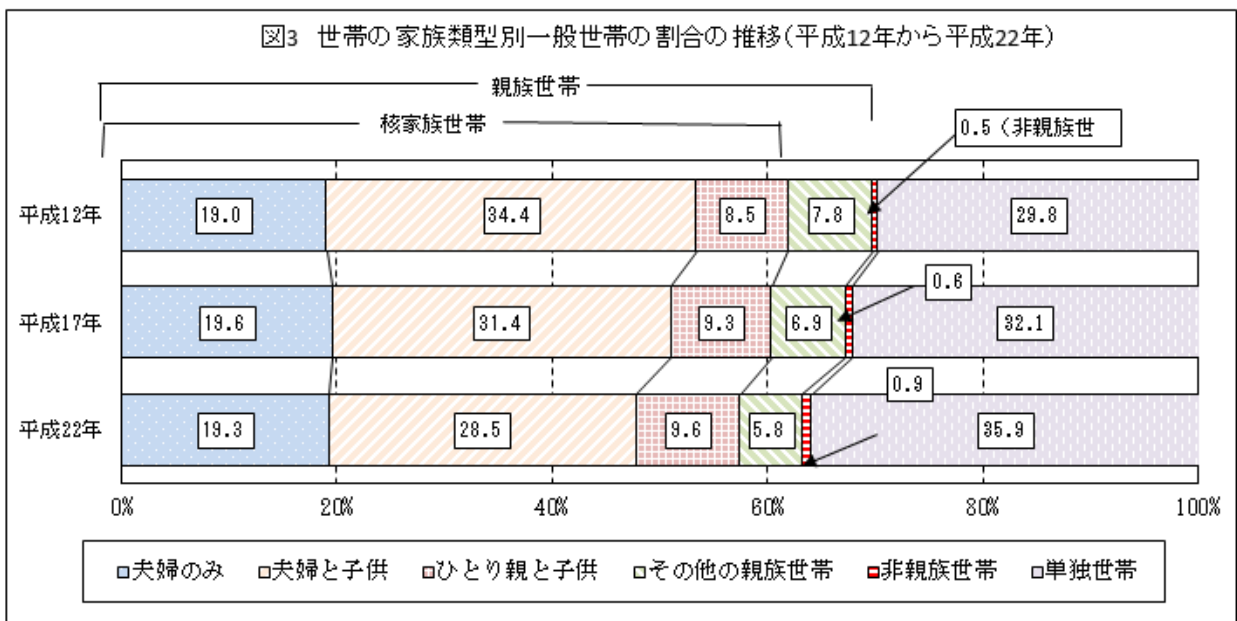 図3 世帯の家族類型別一般世帯の割合の推移(平成12年から平成22年)
親族世帯
核家族世帯
0.5（非親族世
平成12年
19.0
34.4
8.5
7.8
29.8
0.6
平成17年
19.6
31.4
9.3
6.9
32.1
0.9
平成22年
19.3
28.5
9.6
5.8
35.9
0%
20%
40%
60%
80%
100%
夫婦のみ 夫婦と子供 ひとり親と子供 その他の親族世帯 非親族世帯 単独世帯